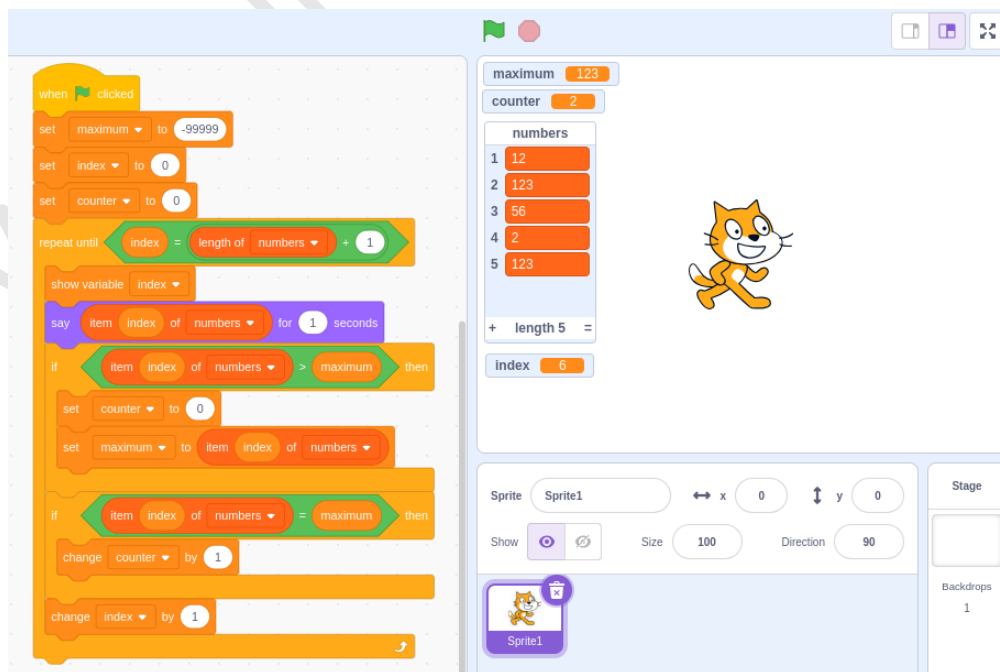 when clicked
set maximum to -99999
set index to 0
set counter to 0
repeat until index = length of numbers + 1
show variable index
say item index of numbers for 1 seconds
if item index of numbers > maximum then
set counter to 0
set maximum to item index of numbers
if item index of numbers = maximum then
change counter by 1
change index by 1
maximum 123
counter 2
numbers
1 12
2 123
3 56
4 2
5 123
+ length 5 =
index 6
Sprite Sprite1 x 0 y 0
Show Size 100 Direction 90
Sprite1
Stage
Backdrops
1